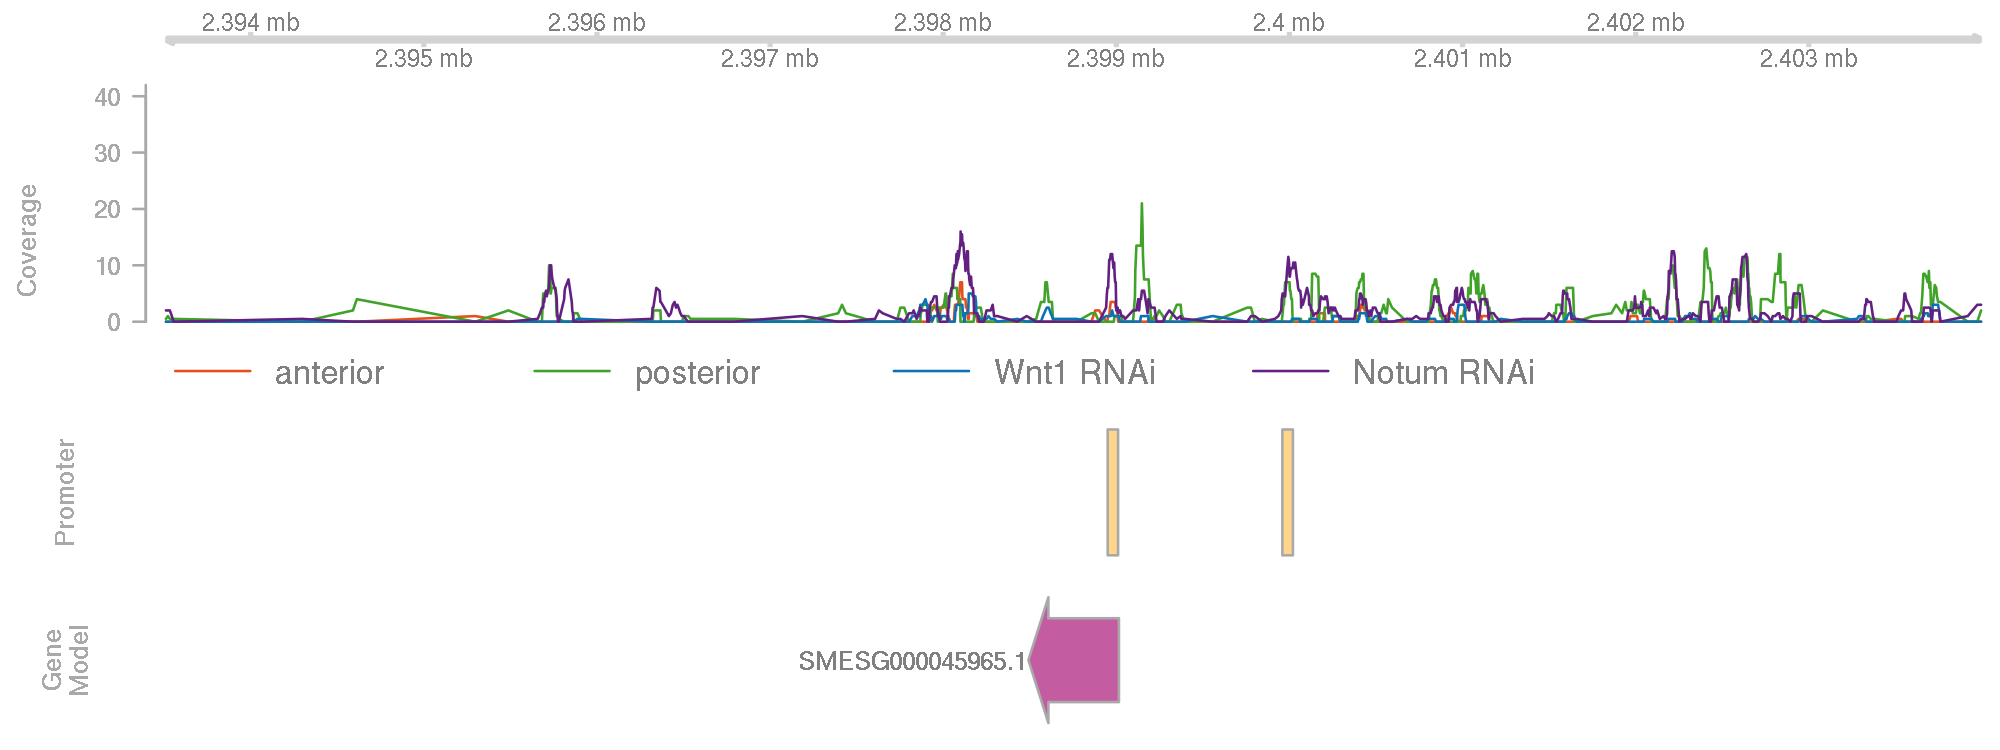 2.394 mb 2.396 mb 2.398 mb 2.4 mb 2.402 mb
2.395 mb 2.397 mb 2.399 mb 2.401 mb 2.403 mb
40
30
20
10
0
Coverage
anterior posterior Wnt1 RNAi Notum RNAi
Promoter
Gene
Model
SMESG000045965.1